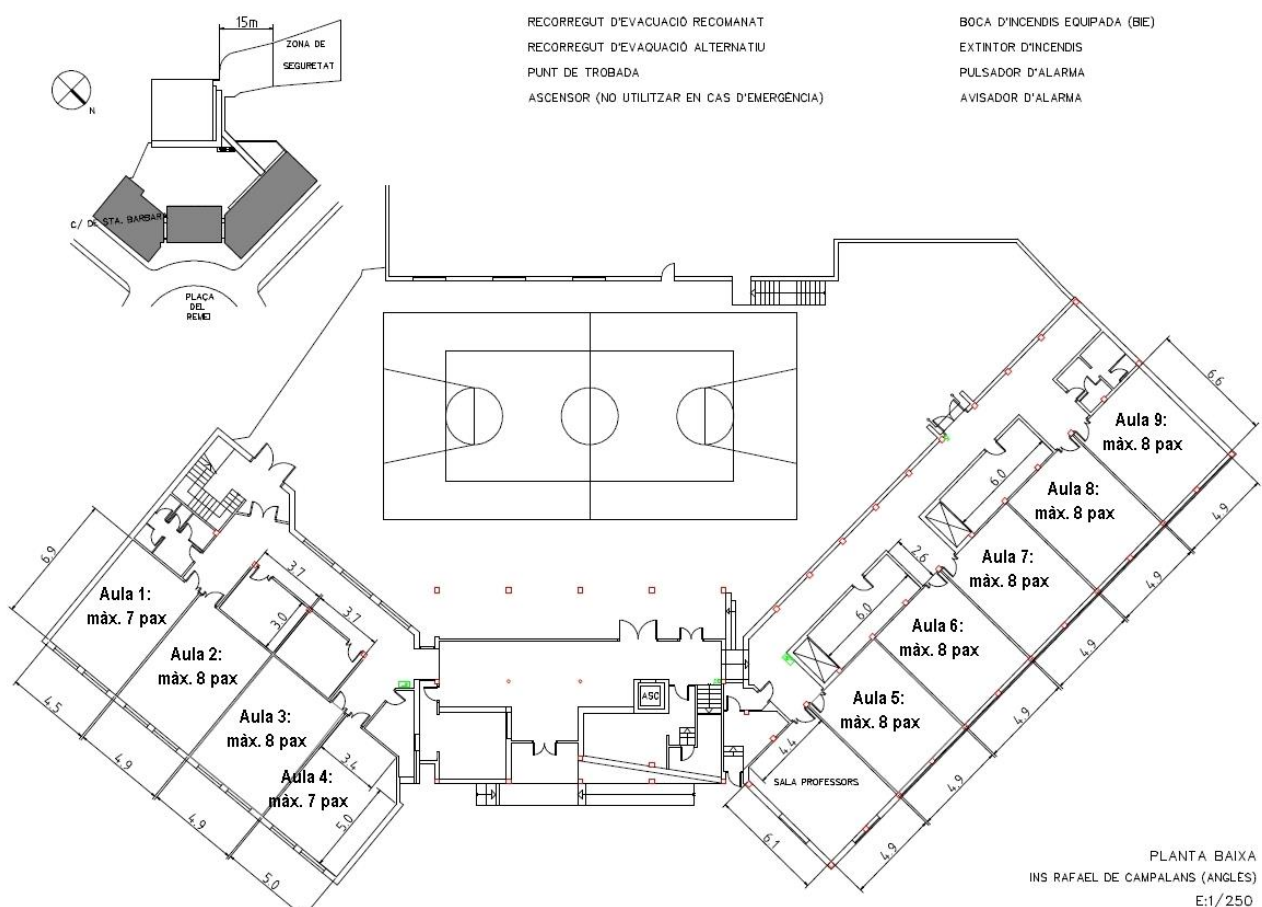 15m
ZONA DE
SEGURETAT
N
C/ DE STA. BARBARA
PLAÇA
DEL
REMEI
RECORREGUT D'EVACUACIÓ RECOMANAT
RECORREGUT D'EVAQUACIÓ ALTERNATIU
PUNT DE TROBADA
ASCENSOR (NO UTILITZAR EN CAS D'EMERGÈNCIA)
BOCA D'INCENDIS EQUIPADA (BIE)
EXTINTOR D'INCENDIS
PULSADOR D'ALARMA
AVISADOR D'ALARMA
6.9
Aula 1:
màx. 7 pax
Aula 2:
màx. 8 pax
Aula 3:
màx. 8 pax
Aula 4:
màx. 7 pax
3.7
3.7
3.0
3.4
5.0
4.5
4.9
4.9
5.0
ASC
6.6
Aula 9:
màx. 8 pax
Aula 8:
màx. 8 pax
Aula 7:
màx. 8 pax
Aula 6:
màx. 8 pax
Aula 5:
màx. 8 pax
6.0
2.6
6.0
4.4
SALA PROFESSORS
6.1
4.9
4.9
4.9
4.9
4.9
4.9
PLANTA BAIXA
INS RAFAEL DE CAMPALANS (ANGLÈS)
E:1/250